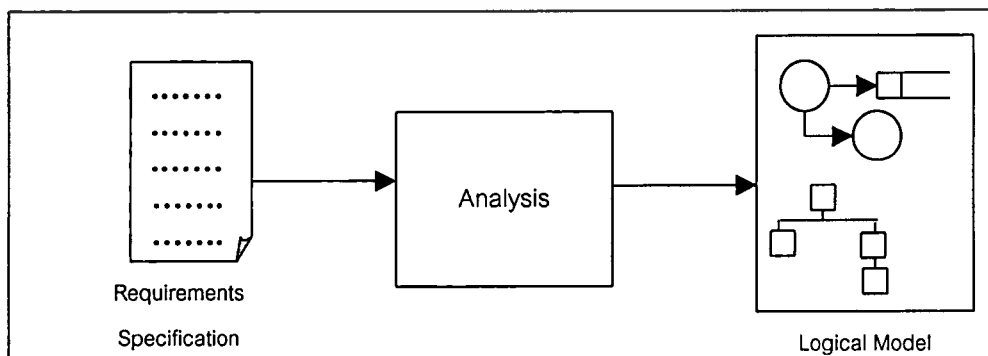 Analysis
Requirements
Specification
Logical Model